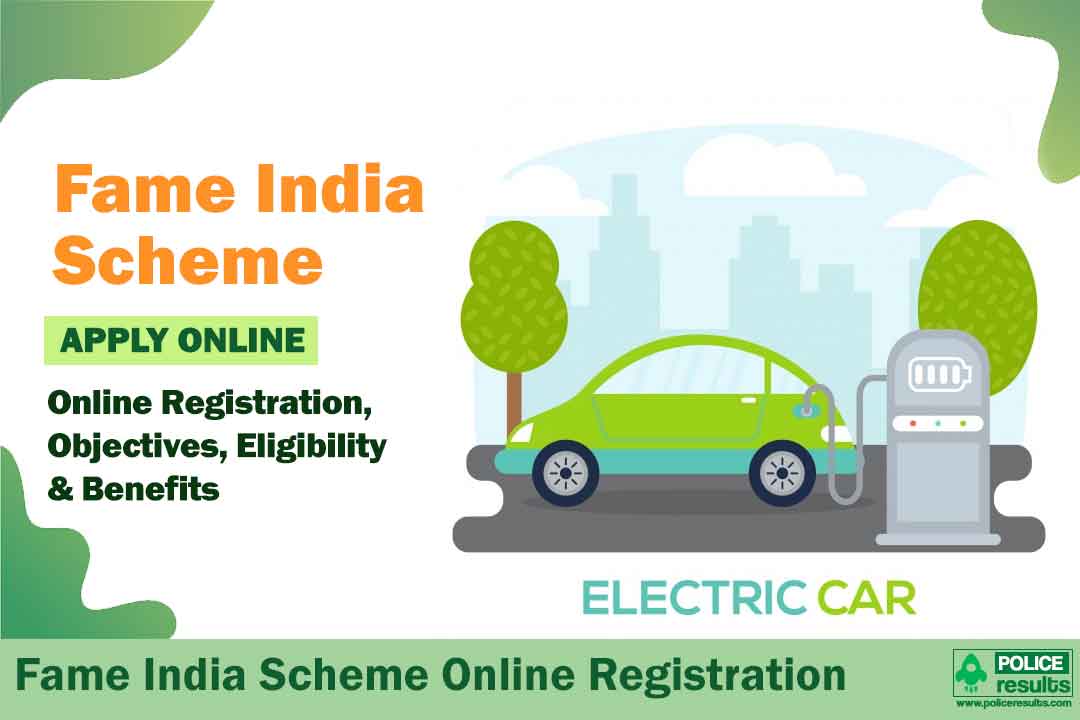 Fame India
Scheme
APPLY ONLINE
Online Registration,
Objectives, Eligibility
& Benefits
ELECTRIC CAR
Fame India Scheme Online Registration
POLICE
results
www.policeresults.com